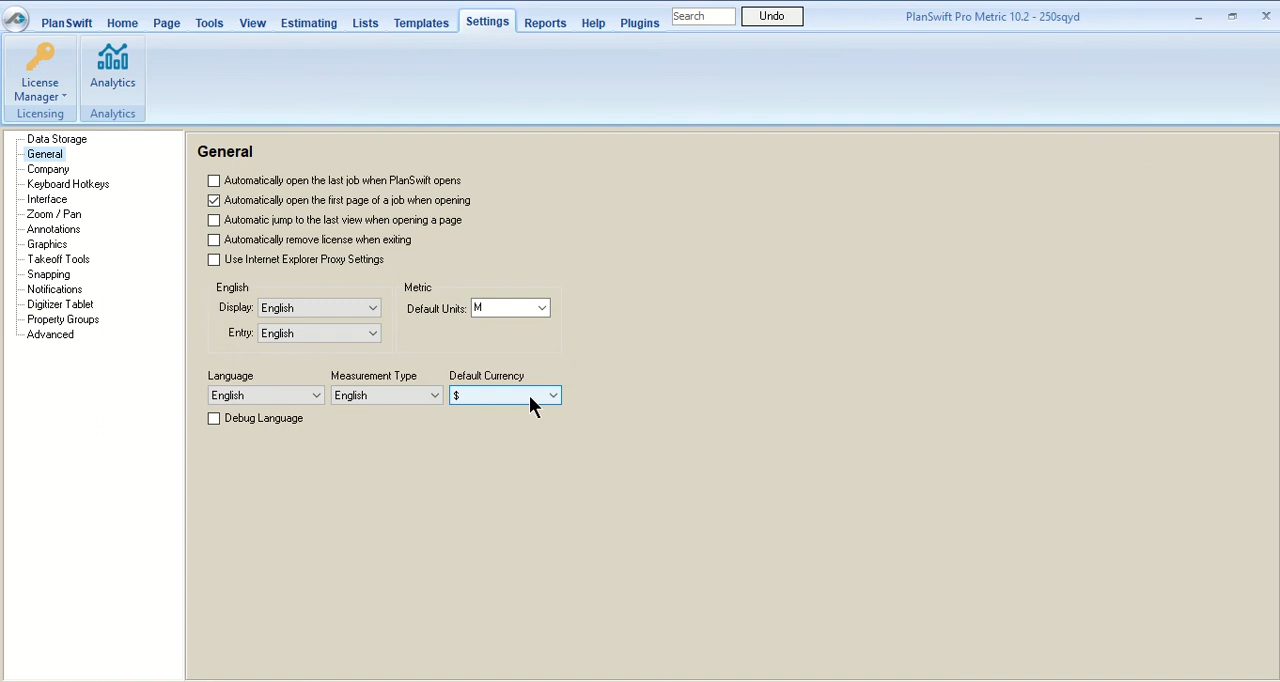 PlanSwift Home Page Tools View Estimating Lists Templates Settings Reports Help Plugins Search Undo PlanSwift Pro Metric 10.2 - 250sqyd
License Manager
Analytics
Licensing Analytics
Data Storage
General
Company
Keyboard Hotkeys
Interface
Zoom / Pan
Annotations
Graphics
Takeoff Tools
Snapping
Notifications
Digitizer Tablet
Property Groups
Advanced
General
Automatically open the last job when PlanSwift opens
Automatically open the first page of a job when opening
Automatic jump to the last view when opening a page
Automatically remove license when exiting
Use Internet Explorer Proxy Settings
English Metric
Display: English Default Units: M
Entry: English
Language Measurement Type Default Currency
English English $
Debug Language